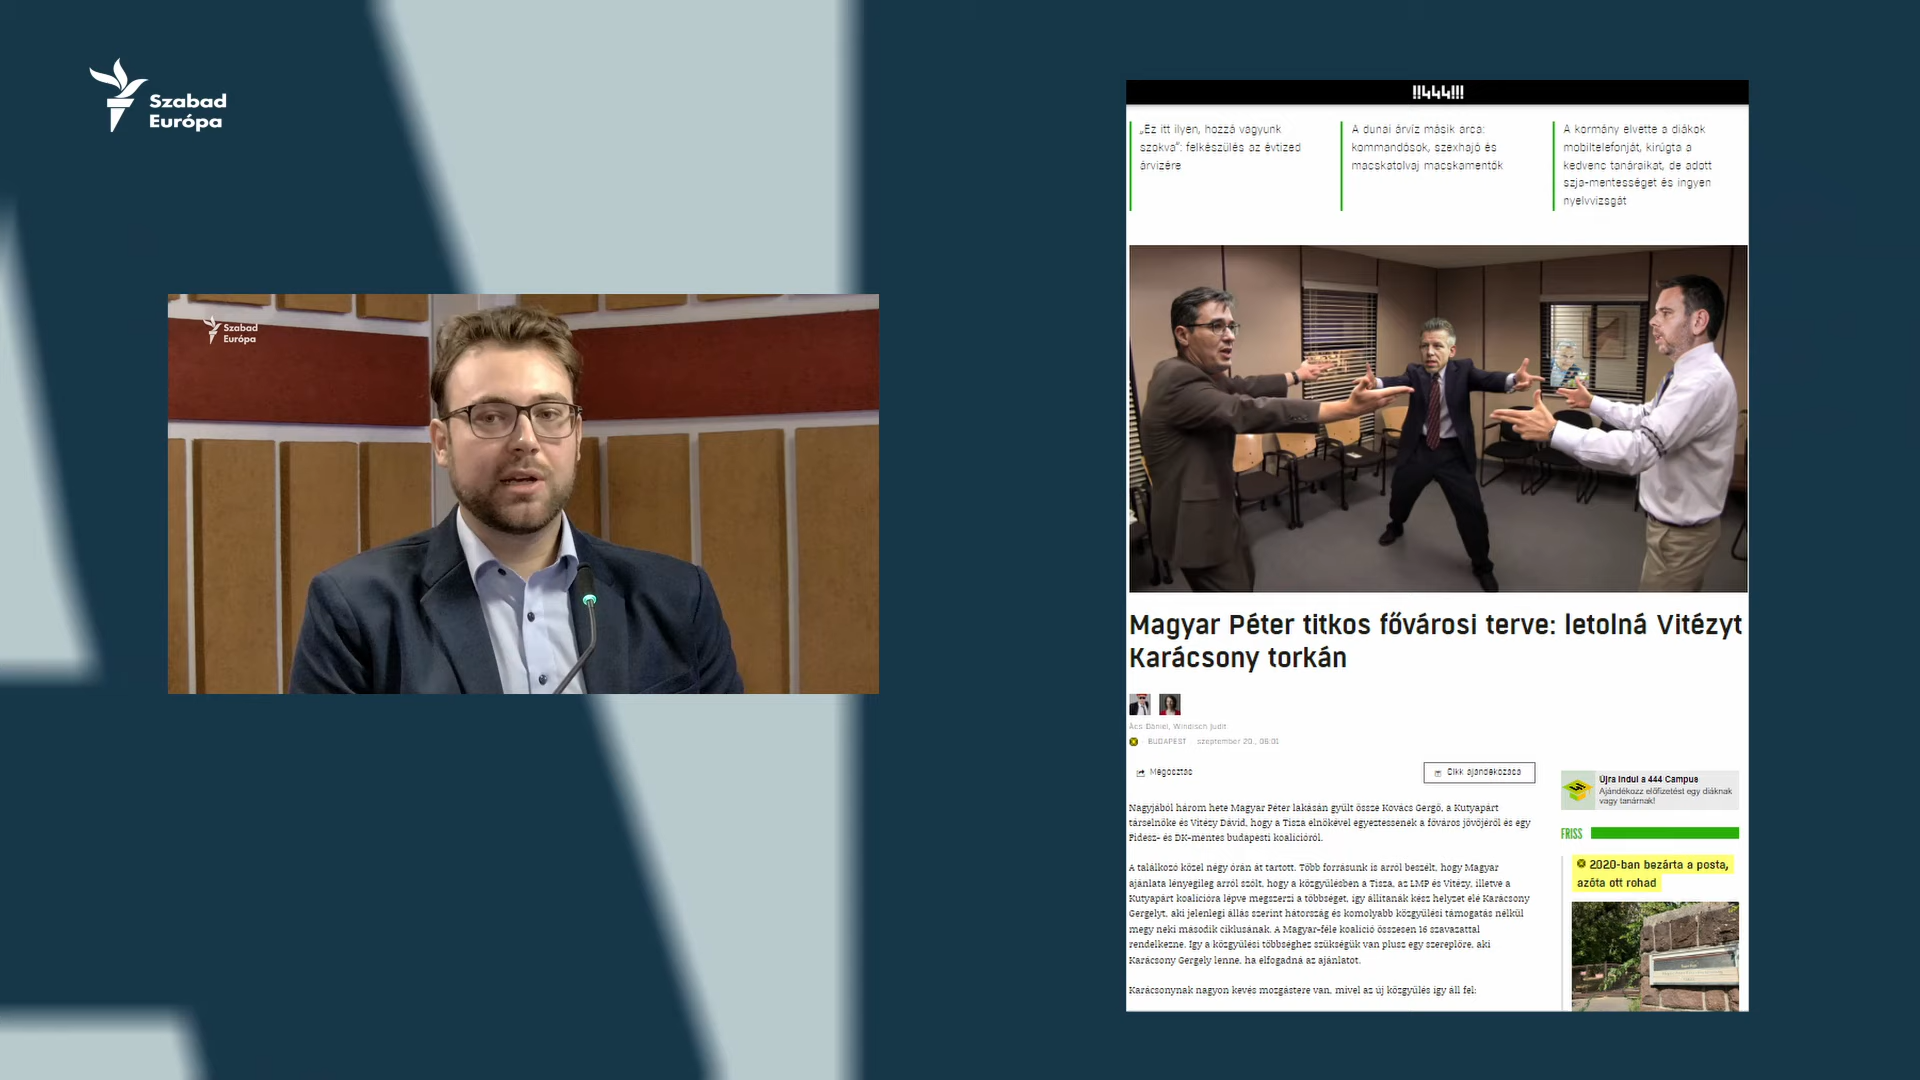 Szabad
Európa
Szabad
Európa
!!444!!!
„Ez itt ilyen, hozzá vagyunk
szokva”: felkészülés az évtized
árvizére
A dunai árvíz másik arca:
kommandósok, szexhajó és
macskatolvaj macskamentők
A kormány elvette a diákok
mobiltelefonját, kirúgta a
kedvenc tanáraikat, de adott
szja-mentességet és ingyen
nyelvvizsgát
Magyar Péter titkos fővárosi terve: letolná Vitézyt
Karácsony torkán
Ács Dániel, Windisch Judit
BUDAPEST szeptember 20., 06:01
Megosztás
Cikk ajándékozása
Nagyjából három hete Magyar Péter lakásán gyűlt össze Kovács Gergő, a Kutyapárt
társelnöke és Vitézy Dávid, hogy a Tisza elnökével egyeztessenek a főváros jövőjéről és egy
Fidesz- és DK-mentes budapesti koalícióról.
A találkozó közel négy órán át tartott. Több forrásunk is arról beszélt, hogy Magyar
ajánlata lényegileg arról szólt, hogy a közgyűlésben a Tisza, az LMP és Vitézy, illetve a
Kutyapárt koalícióra lépve megszerzi a többséget, így állítanák kész helyzet elé Karácsony
Gergelyt, aki jelenlegi állás szerint hátország és komolyabb közgyűlési támogatás nélkül
megy neki második ciklusának. A Magyar-féle koalíció összesen 16 szavazattal
rendelkezne. Így a közgyűlési többséghez szükségük van plusz egy szereplőre, aki
Karácsony Gergely lenne, ha elfogadná az ajánlatot.
Karácsonynak nagyon kevés mozgástere van, mivel az új közgyűlés így áll fel:
Újra indul a 444 Campus
Ajándékozz előfizetést egy diáknak
vagy tanárnak!
FRISS
2020-ban bezárta a posta,
azóta ott rohad